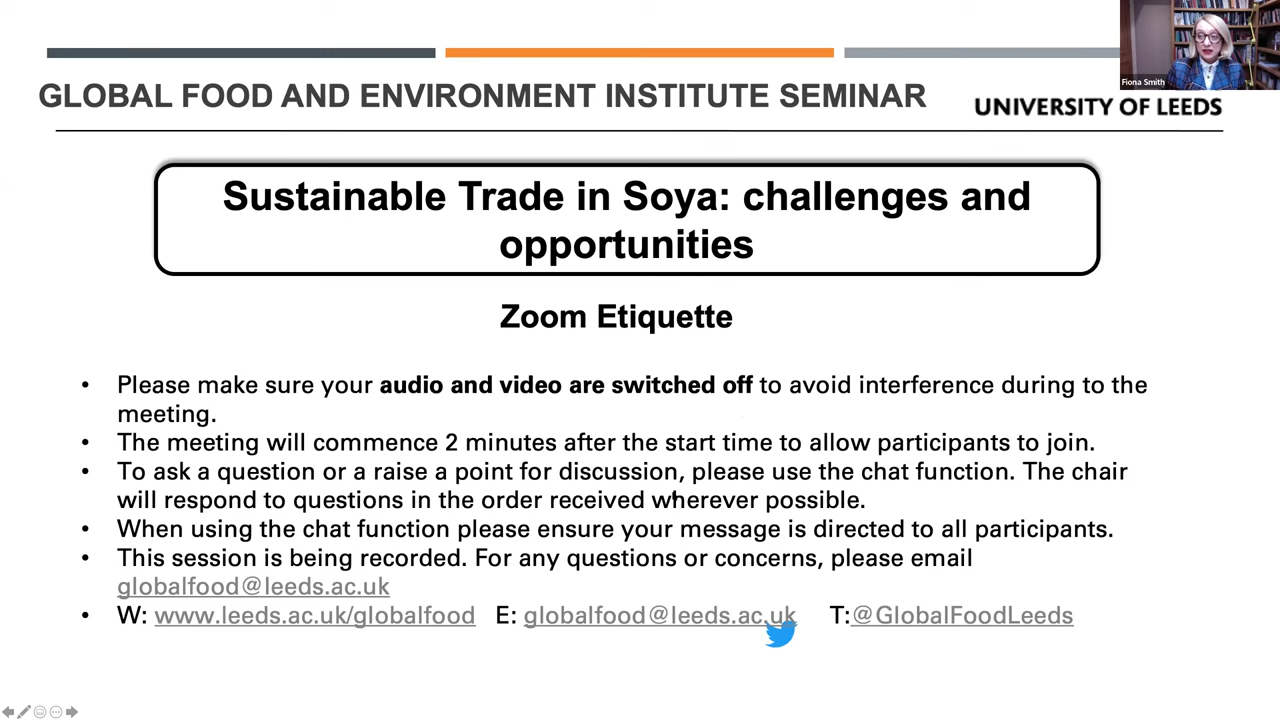 Fiona Smith
GLOBAL FOOD AND ENVIRONMENT INSTITUTE SEMINAR
UNIVERSITY OF LEEDS
Sustainable Trade in Soya: challenges and
opportunities
Zoom Etiquette
• Please make sure your audio and video are switched off to avoid interference during to the
meeting.
• The meeting will commence 2 minutes after the start time to allow participants to join.
• To ask a question or a raise a point for discussion, please use the chat function. The chair
will respond to questions in the order received wherever possible.
• When using the chat function please ensure your message is directed to all participants.
• This session is being recorded. For any questions or concerns, please email
globalfood@leeds.ac.uk
• W: www.leeds.ac.uk/globalfood E: globalfood@leeds.ac.uk T:@GlobalFoodLeeds